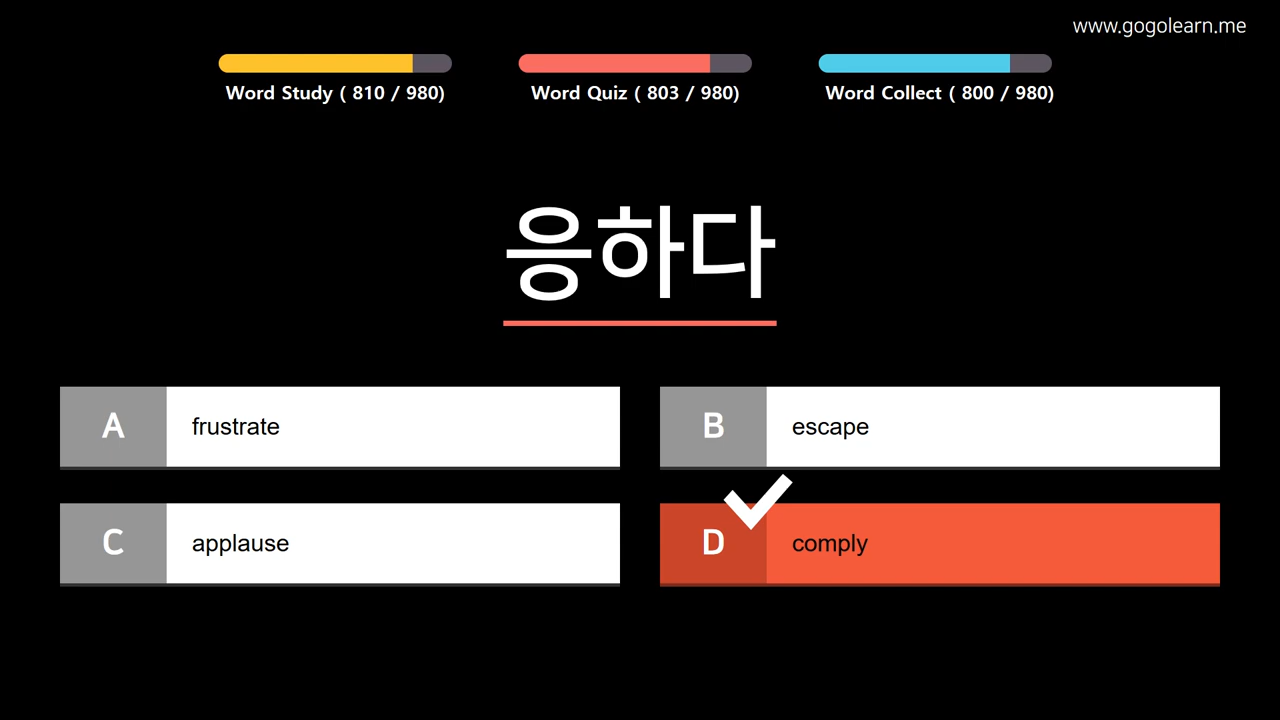 www.gogolearn.me
Word Study ( 810 / 980)
Word Quiz ( 803 / 980)
Word Collect ( 800 / 980)
응하다
A frustrate
B escape
C applause
D comply